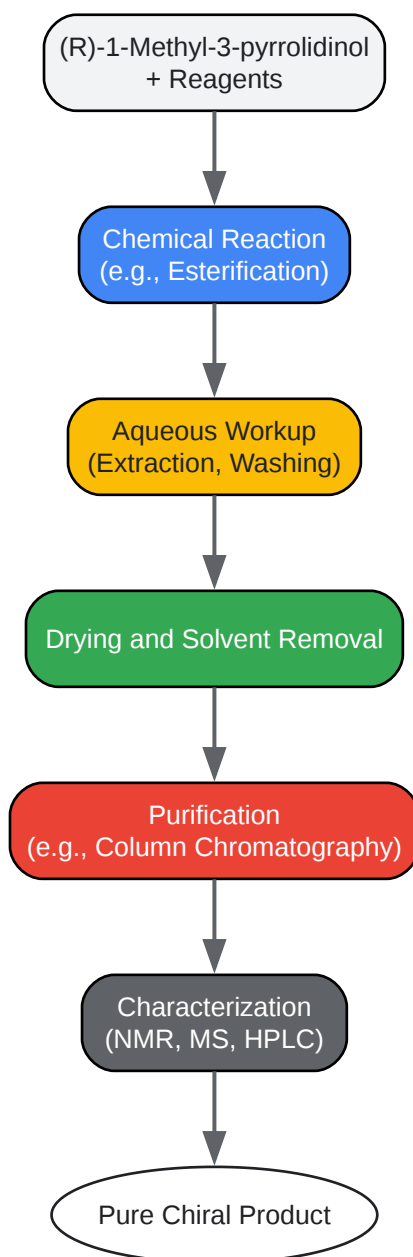 (R)-1-Methyl-3-pyrrolidinol
+ Reagents
Chemical Reaction
(e.g., Esterification)
Aqueous Workup
(Extraction, Washing)
Drying and Solvent Removal
Purification
(e.g., Column Chromatography)
Characterization
(NMR, MS, HPLC)
Pure Chiral Product